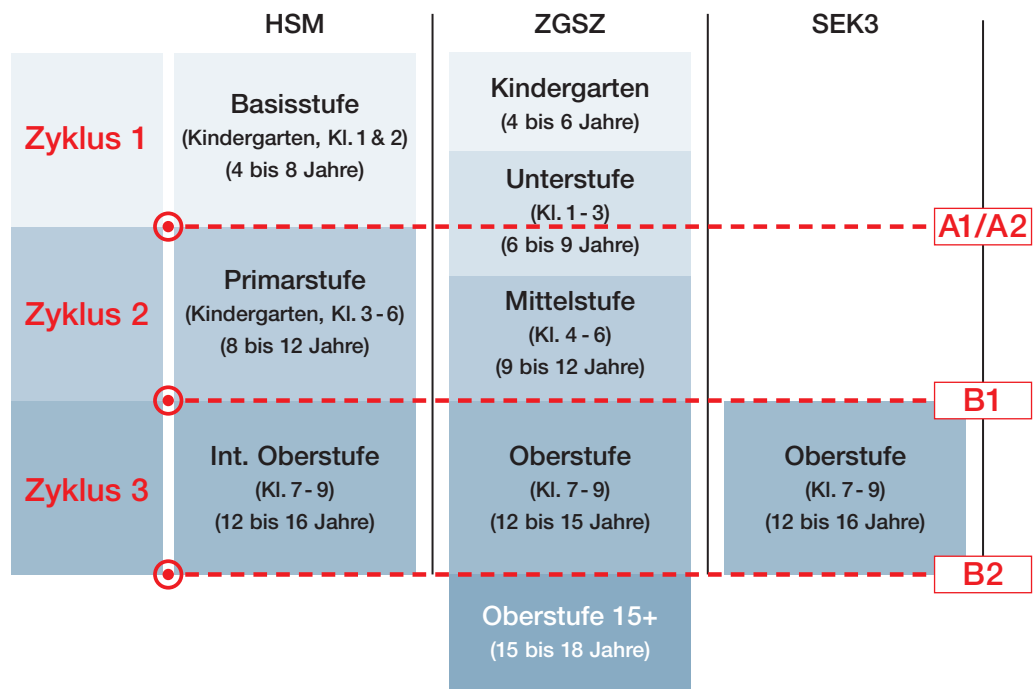 HSM
ZGSZ
SEK3
Zyklus 1
Basisstufe
(Kindergarten, Kl. 1 & 2)
(4 bis 8 Jahre)
Kindergarten
(4 bis 6 Jahre)
Unterstufe
(Kl. 1 - 3)
(6 bis 9 Jahre)
A1/A2
Zyklus 2
Primarstufe
(Kindergarten, Kl. 3 - 6)
(8 bis 12 Jahre)
Mittelstufe
(Kl. 4 - 6)
(9 bis 12 Jahre)
B1
Zyklus 3
Int. Oberstufe
(Kl. 7 - 9)
(12 bis 16 Jahre)
Oberstufe
(Kl. 7 - 9)
(12 bis 15 Jahre)
Oberstufe
(Kl. 7 - 9)
(12 bis 16 Jahre)
B2
Oberstufe 15+
(15 bis 18 Jahre)